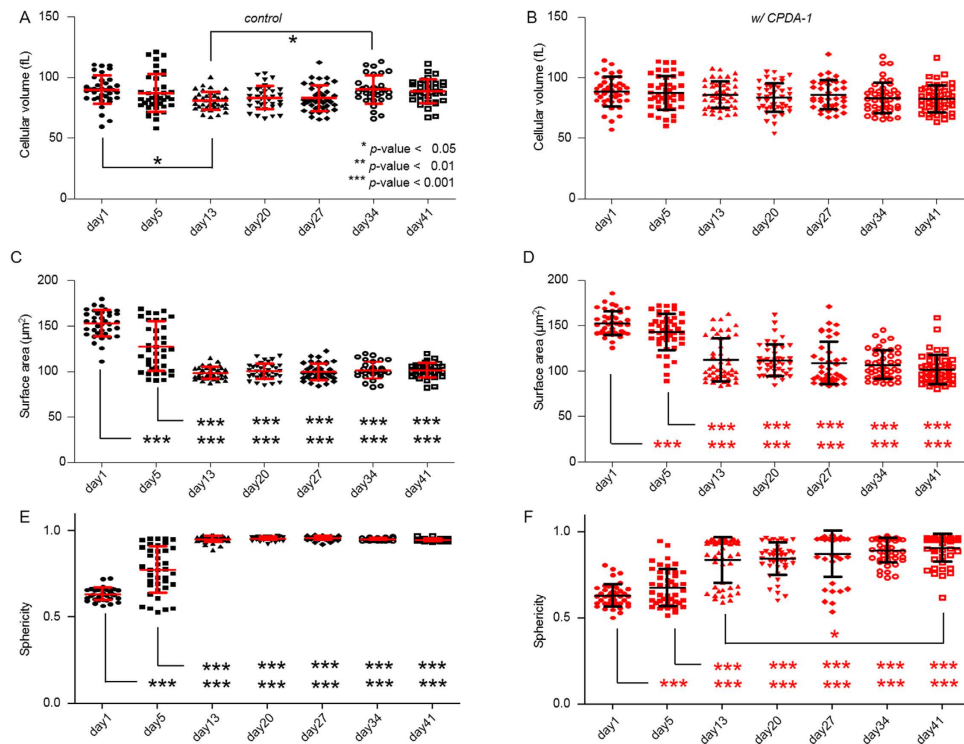 A
control
150
100
50
0
Cellular volume (fL)
*
*
* p-value < 0.05
** p-value < 0.01
*** p-value < 0.001
day1
day5
day13
day20
day27
day34
day41
B
w/ CPDA-1
150
100
50
0
Cellular volume (fL)
day1
day5
day13
day20
day27
day34
day41
C
200
150
100
50
0
Surface area (μm²)
*** *** *** *** ***
*** *** *** *** *** ***
day1
day5
day13
day20
day27
day34
day41
D
200
150
100
50
0
Surface area (μm²)
*** *** *** *** ***
*** *** *** *** *** ***
day1
day5
day13
day20
day27
day34
day41
E
1.0
0.5
0.0
Sphericity
*** *** *** *** ***
*** *** *** *** *** ***
day1
day5
day13
day20
day27
day34
day41
F
1.0
0.5
0.0
Sphericity
*
*** *** *** *** ***
*** *** *** *** *** ***
day1
day5
day13
day20
day27
day34
day41